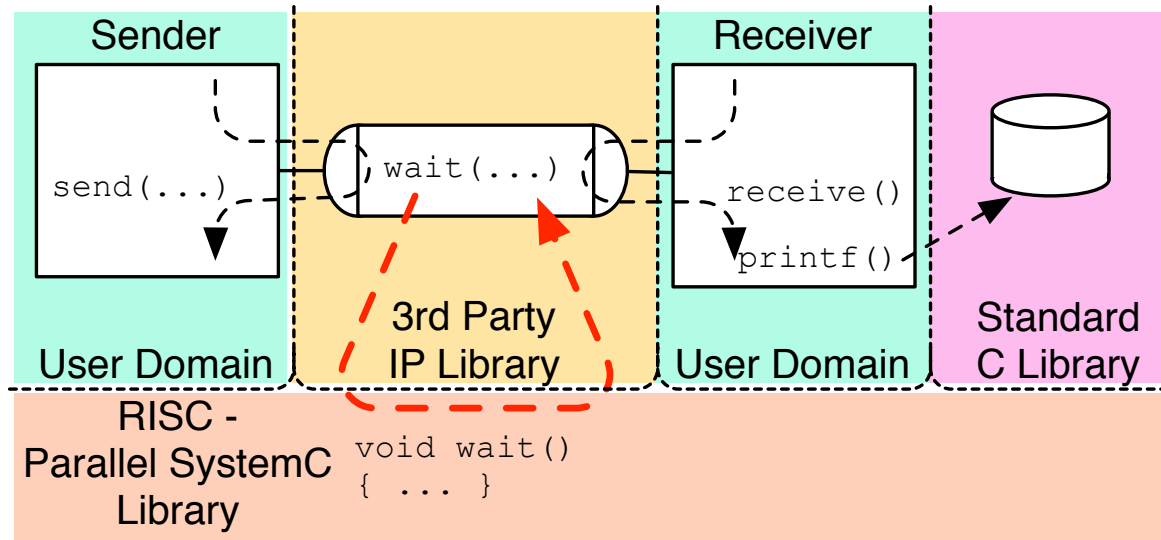 Sender
Receiver
send(...)
wait(...)
receive()
printf()
User Domain
3rd Party
IP Library
User Domain
Standard
C Library
RISC -
Parallel SystemC
Library
void wait()
{ ... }